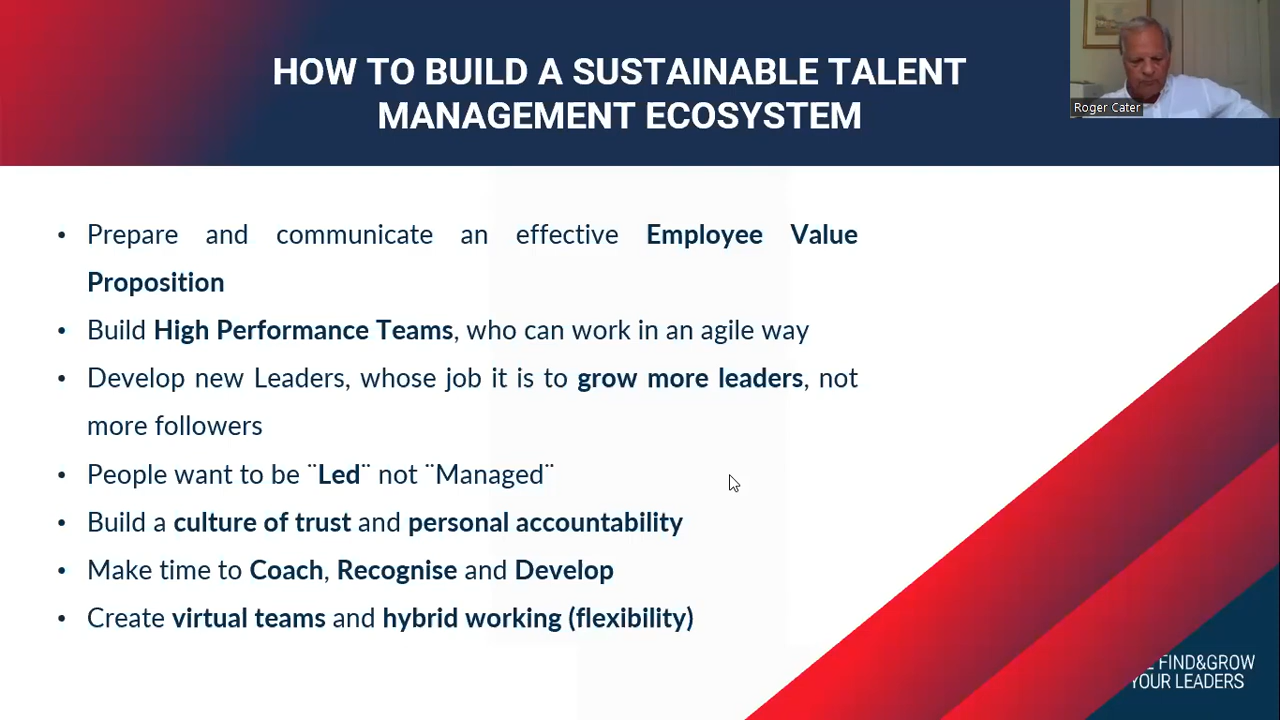 HOW TO BUILD A SUSTAINABLE TALENT
MANAGEMENT ECOSYSTEM
Roger Cater
• Prepare and communicate an effective Employee Value
Proposition
• Build High Performance Teams, who can work in an agile way
• Develop new Leaders, whose job it is to grow more leaders, not
more followers
• People want to be ¨Led¨ not ¨Managed¨
• Build a culture of trust and personal accountability
• Make time to Coach, Recognise and Develop
• Create virtual teams and hybrid working (flexibility)
FIND&GROW
YOUR LEADERS